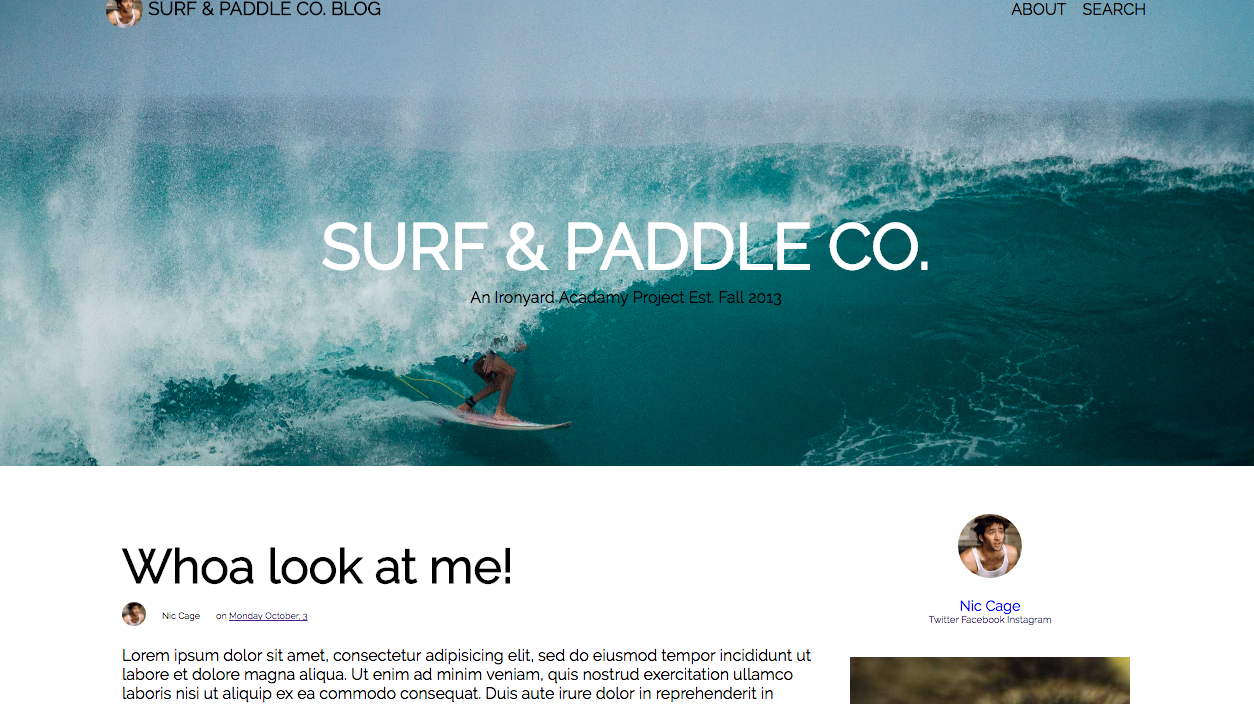 SURF & PADDLE CO. BLOG
ABOUT SEARCH
SURF & PADDLE CO.
An Ironyard Acadamy Project Est. Fall 2013
Whoa look at me!
Nic Cage on Monday October, 3
Lorem ipsum dolor sit amet, consectetur adipisicing elit, sed do eiusmod tempor incididunt ut
labore et dolore magna aliqua. Ut enim ad minim veniam, quis nostrud exercitation ullamco
laboris nisi ut aliquip ex ea commodo consequat. Duis aute irure dolor in reprehenderit in
Nic Cage
Twitter Facebook Instagram